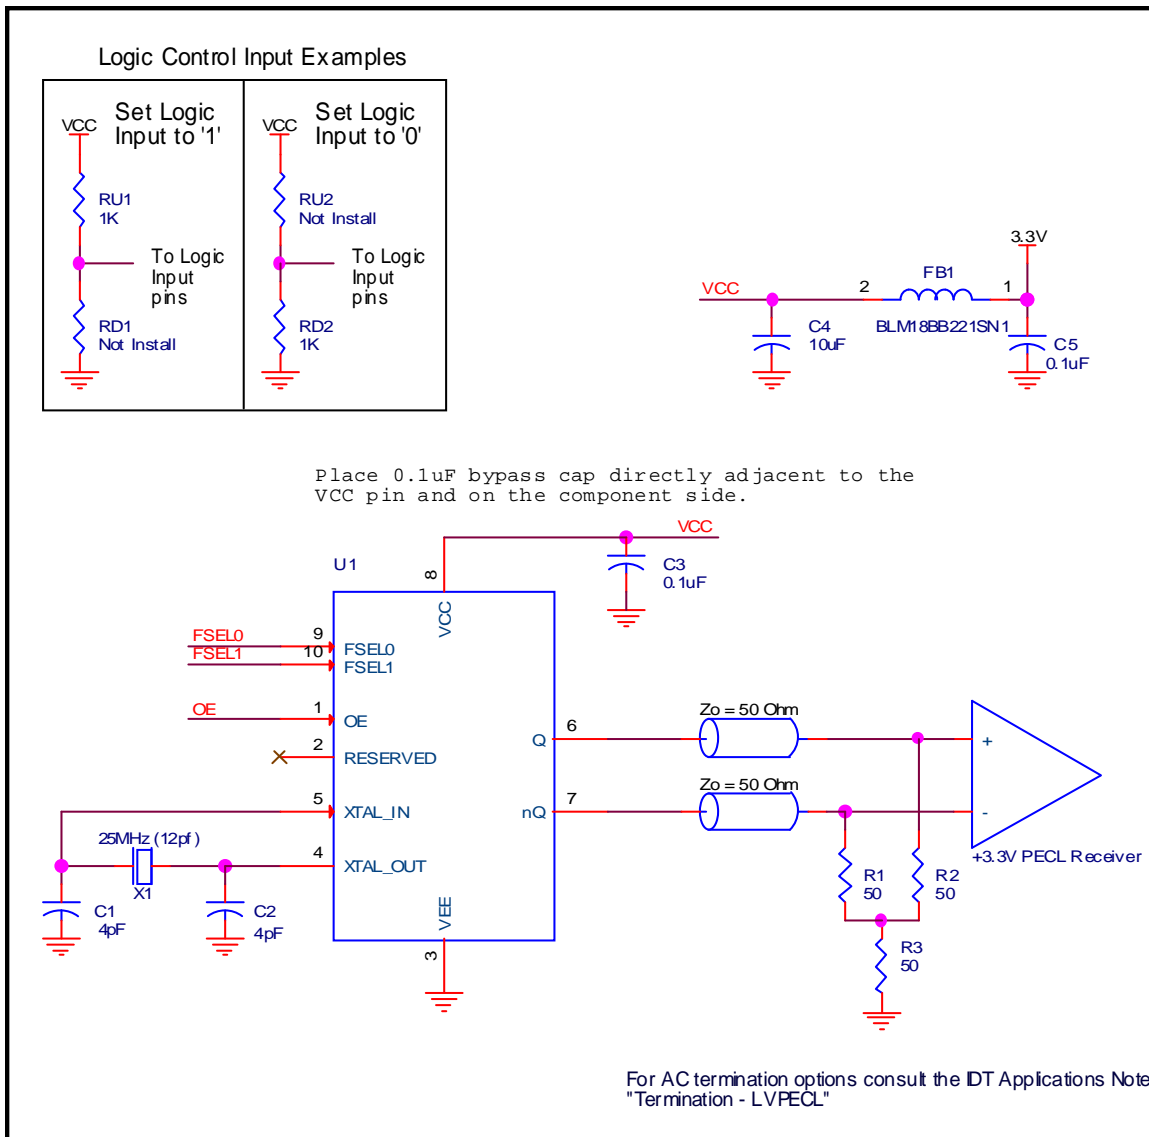 Logic Control Input Examples
Set Logic
Input to '1'
Set Logic
Input to '0'
VCC
VCC
RU1
1K
RU2
Not Install
To Logic
Input
pins
To Logic
Input
pins
RD1
Not Install
RD2
1K
3.3V
VCC
2
FB1
1
BLM18BB221SN1
C4
10uF
C5
0.1uF
Place 0.1uF bypass cap directly adjacent to the
VCC pin and on the component side.
VCC
U1
8
C3
0.1uF
VCC
FSEL0
9
FSEL0
FSEL1
10
FSEL1
OE
1
OE
2
RESERVED
5
XTAL_IN
25MHz (12pf)
X1
4
XTAL_OUT
C1
4pF
C2
4pF
VEE
3
Q
6
nQ
7
Zo = 50 Ohm
Zo = 50 Ohm
+
-
+3.3V PECL Receiver
R1
50
R2
50
R3
50
For AC termination options consult the IDT Applications Note
"Termination - LVPECL"